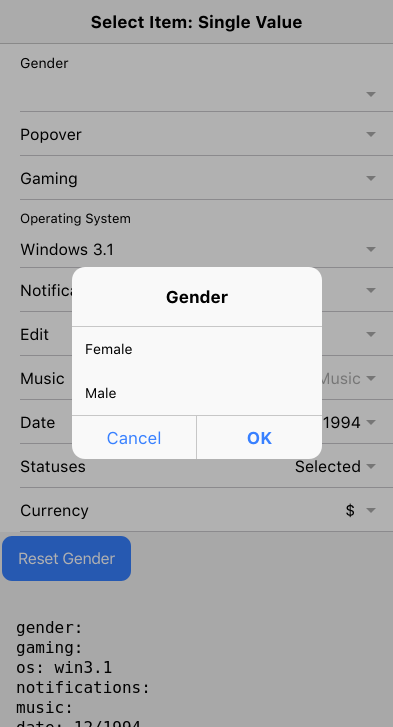 Select Item: Single Value
Gender
Popover
Gaming
Operating System
Windows 3.1
Notifica
Gender
Edit
Female
Music
Music
Male
Date
1994
Cancel
OK
Statuses
Selected
Currency
$
Reset Gender
gender:
gaming:
os: win3.1
notifications:
music:
date: 12/1994